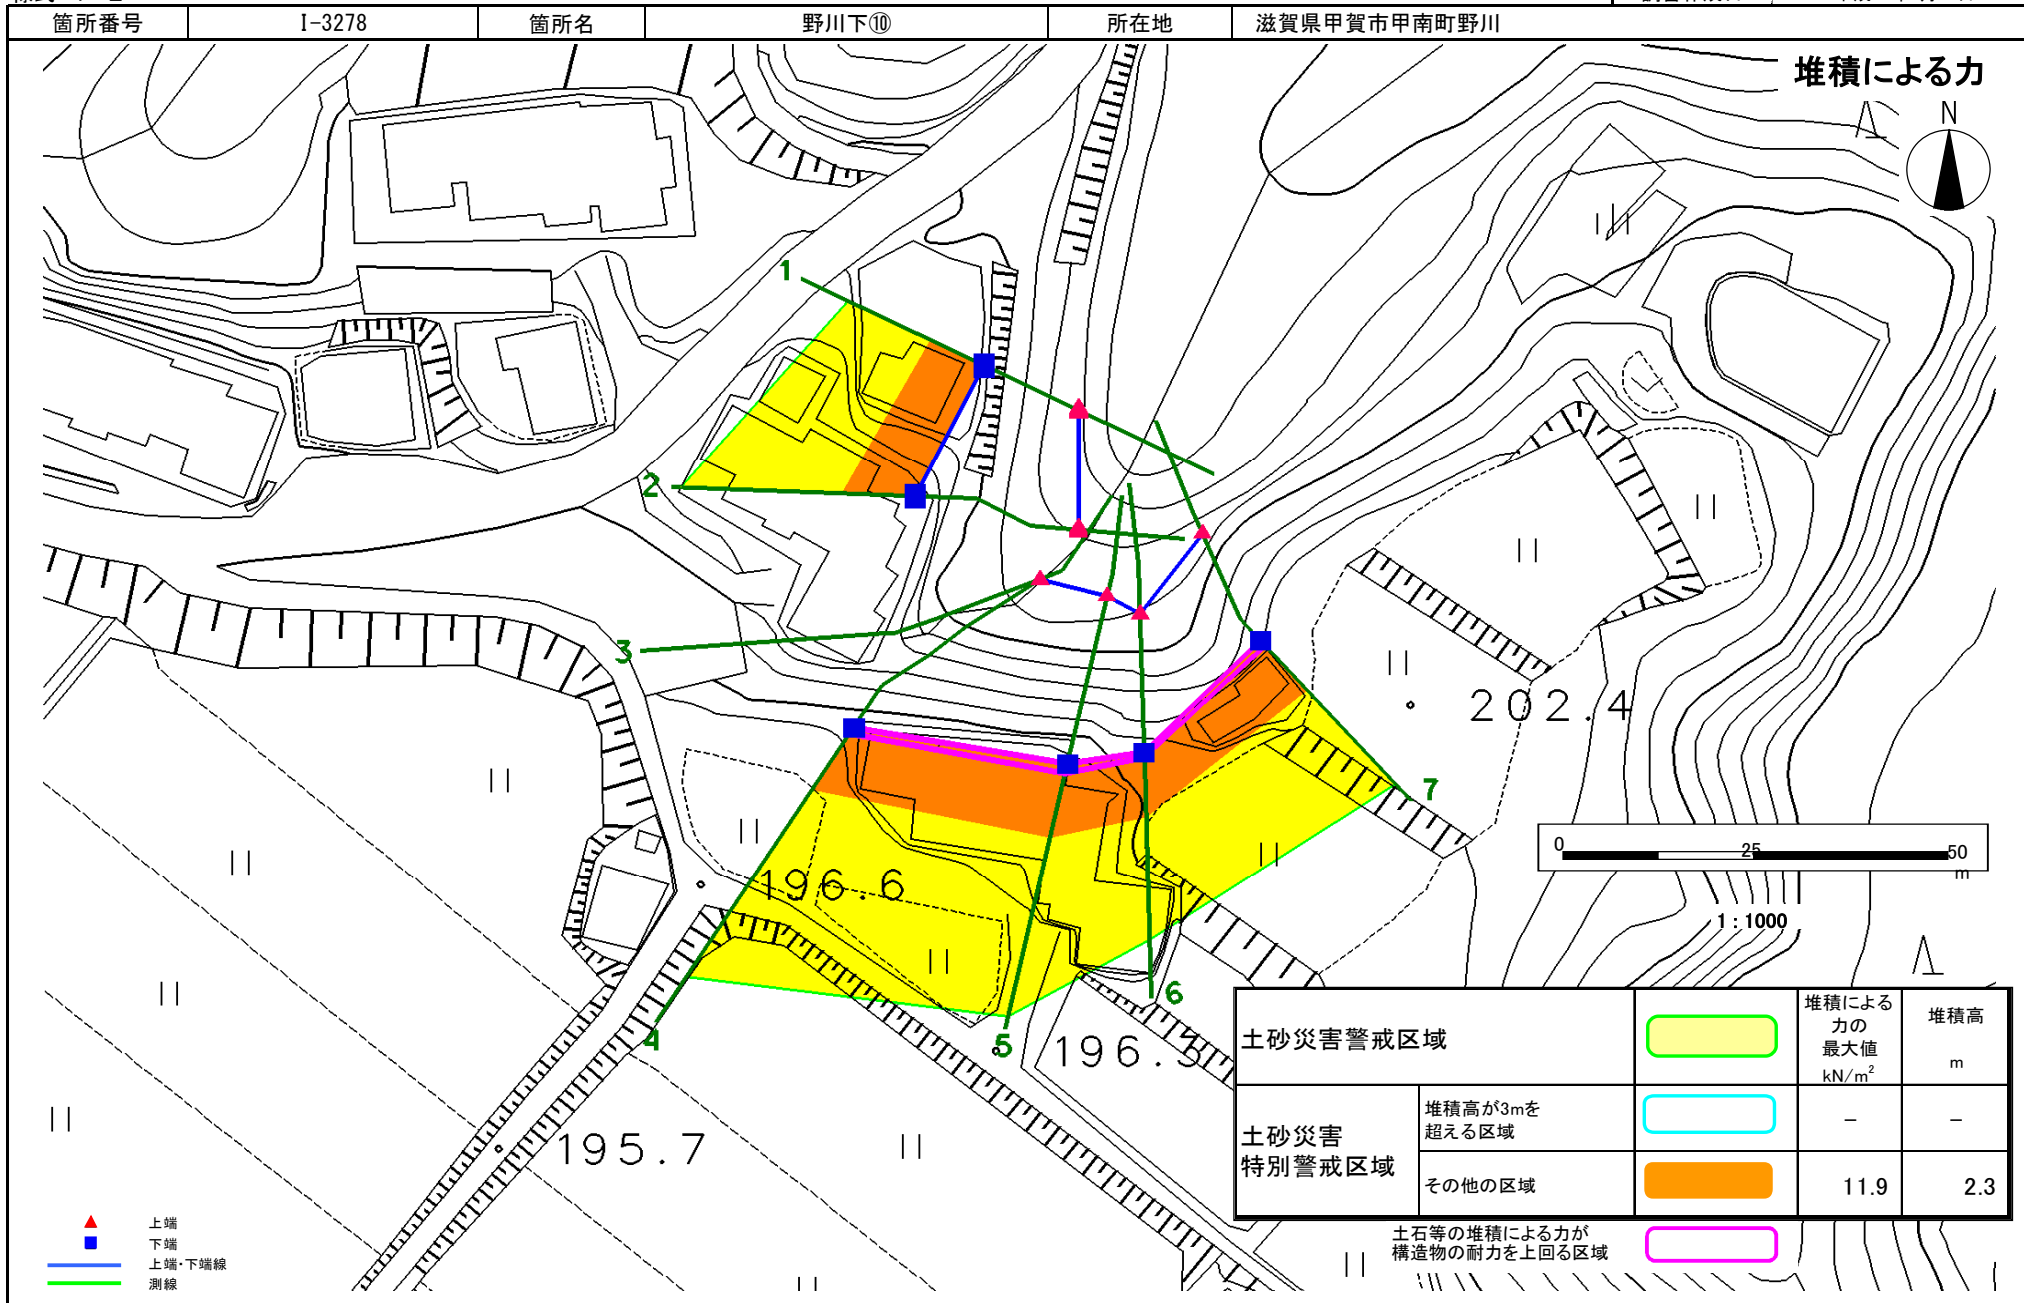 箇所番号 I-3278 箇所名 野川下⑩ 所在地 滋賀県甲賀市甲南町野川
堆積による力
N
1
2
3
202.4
7
0 25 50
m
196.6
1:1000
6
4
5
196.3
195.7
土砂災害警戒区域
堆積による
力の
最大値
kN/m²
堆積高
m
土砂災害
特別警戒区域
堆積高が3mを
超える区域
－ －
その他の区域 11.9 2.3
土石等の堆積による力が
構造物の耐力を上回る区域
上端
下端
上端・下端線
測線